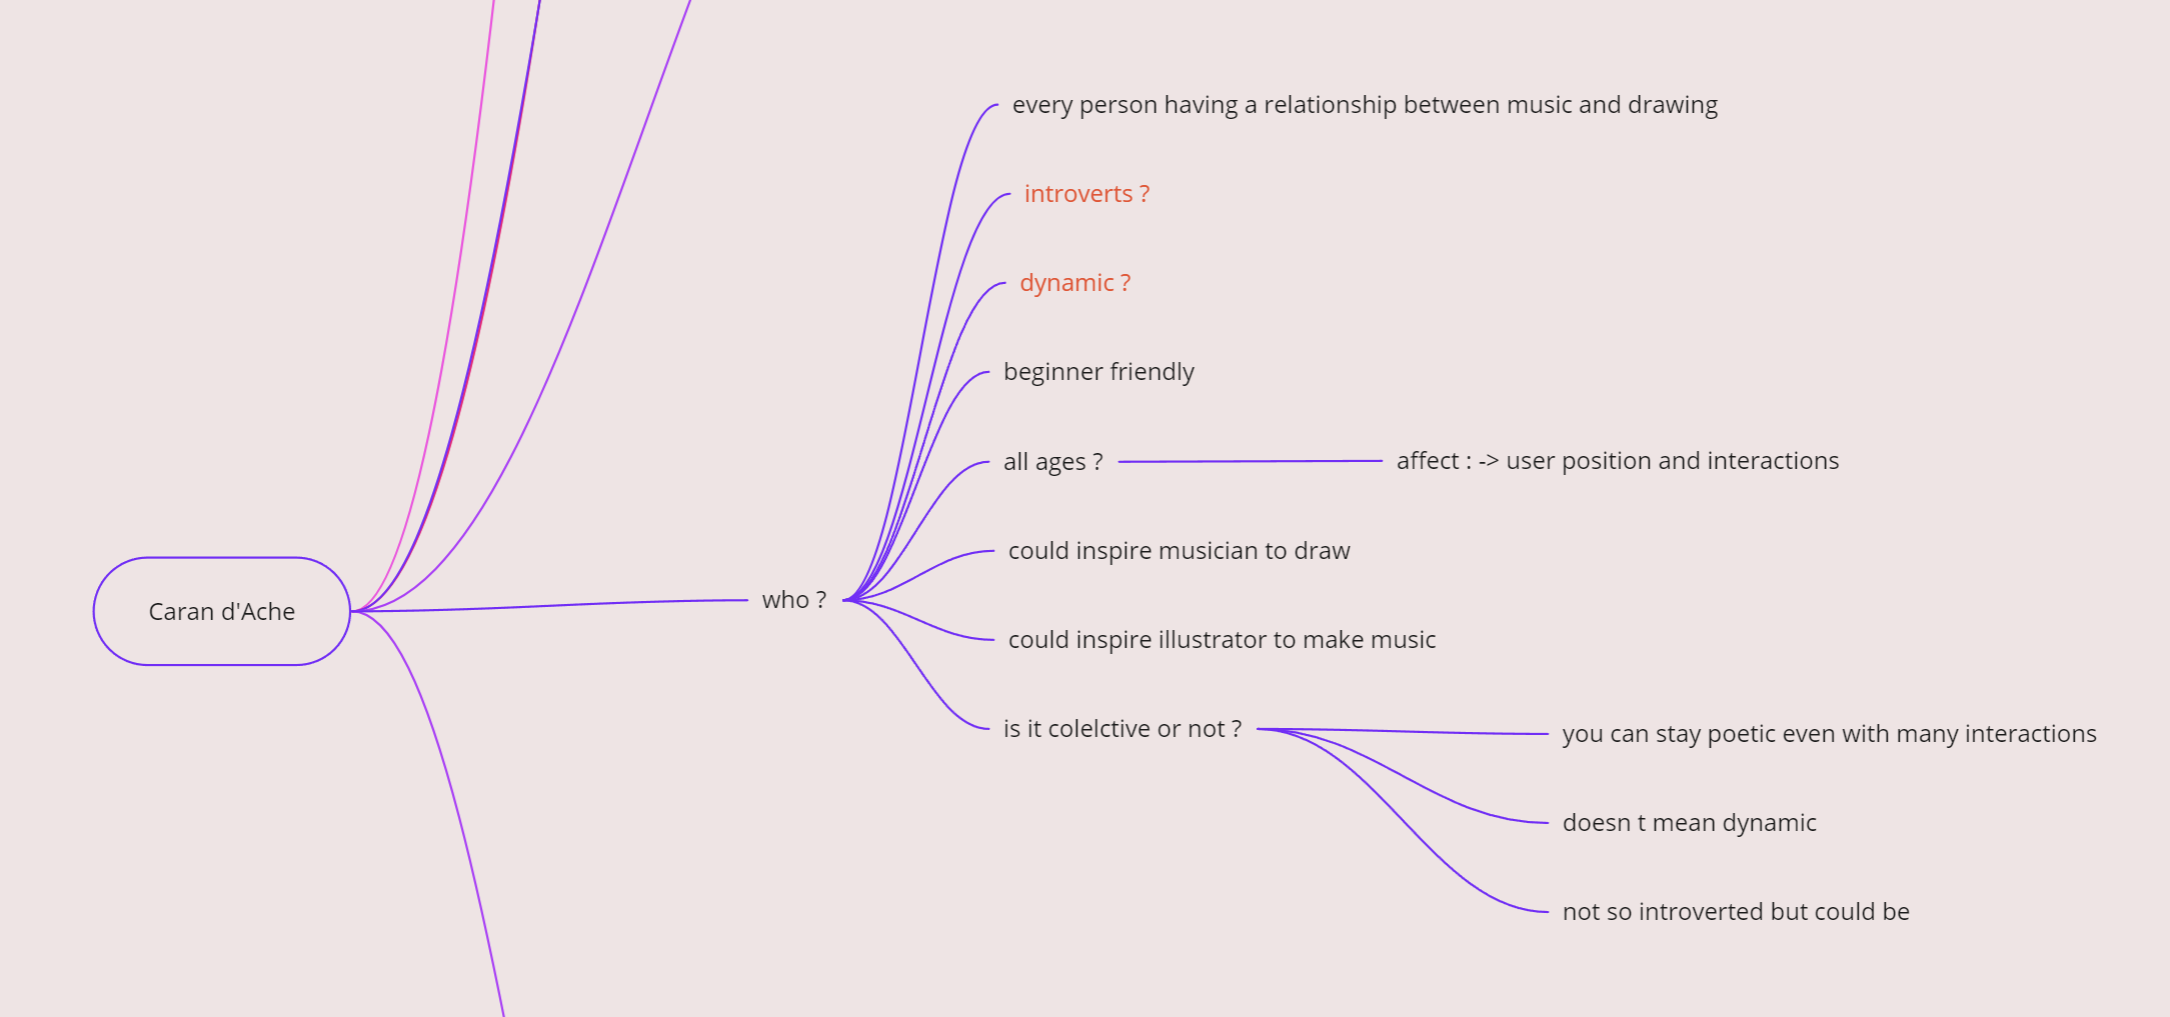 every person having a relationship between music and drawing
introverts ?
dynamic ?
beginner friendly
all ages ?
affect : -> user position and interactions
could inspire musician to draw
Caran d'Ache
who ?
could inspire illustrator to make music
is it colelctive or not ?
you can stay poetic even with many interactions
doesn t mean dynamic
not so introverted but could be